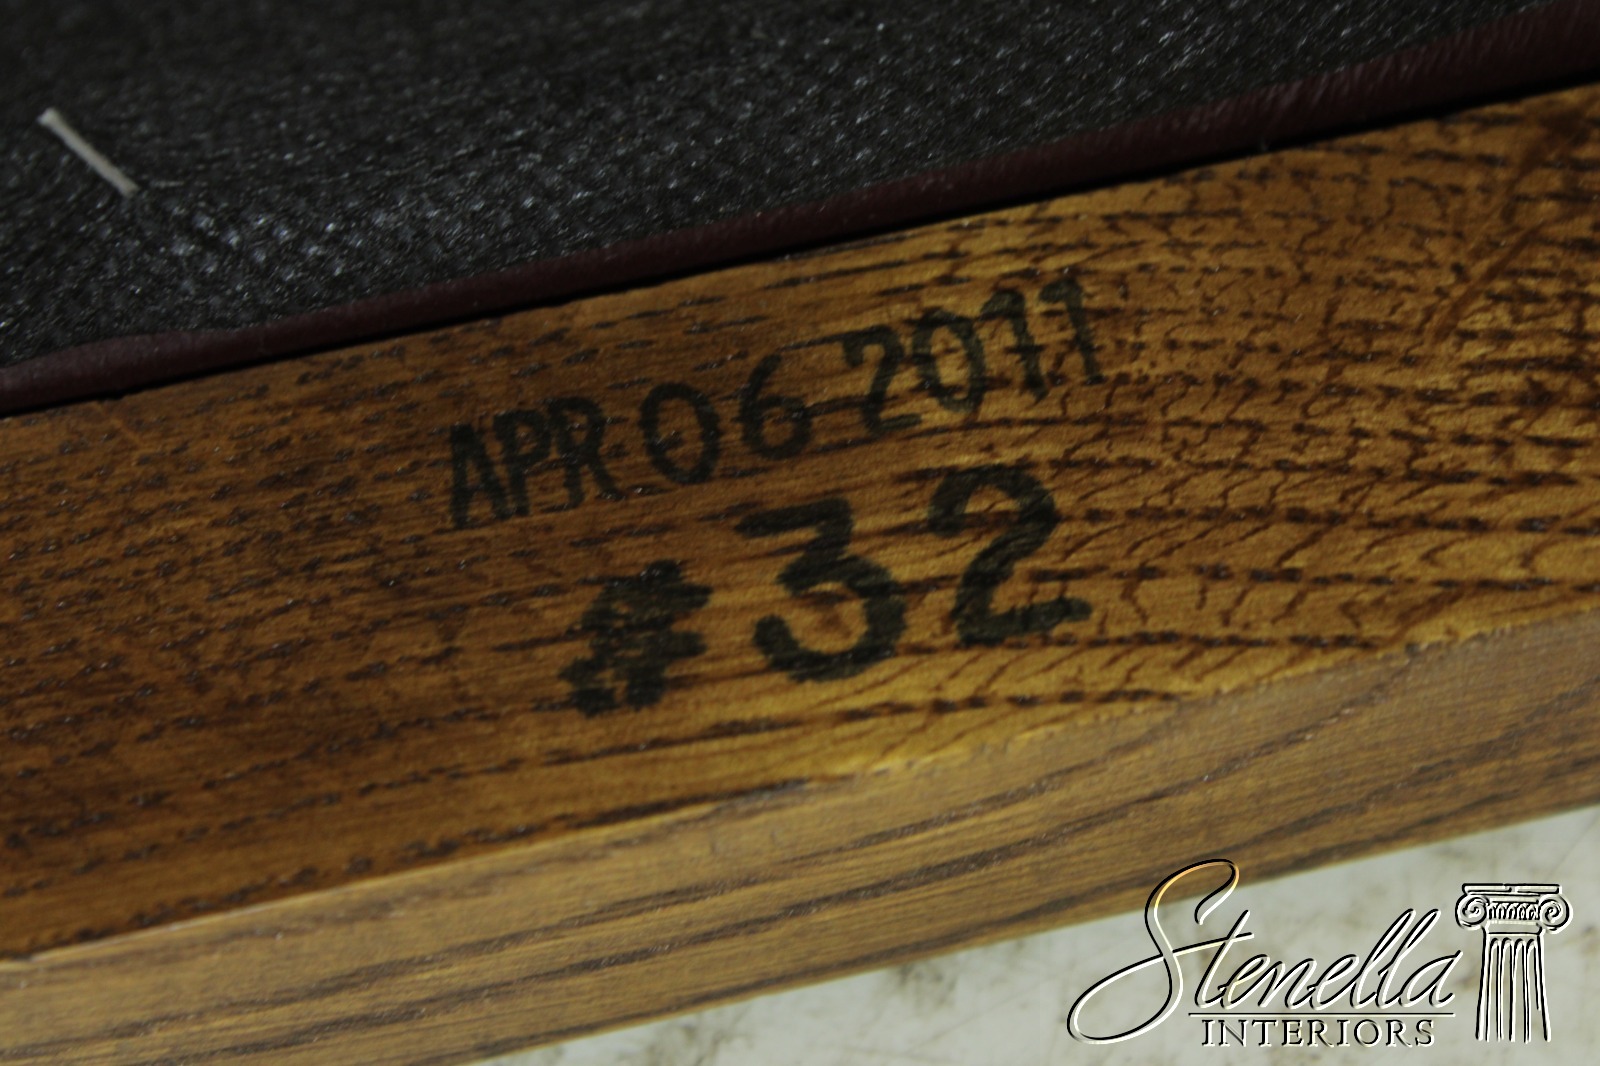 APR 06 2011
# 32
Stenella
INTERIORS